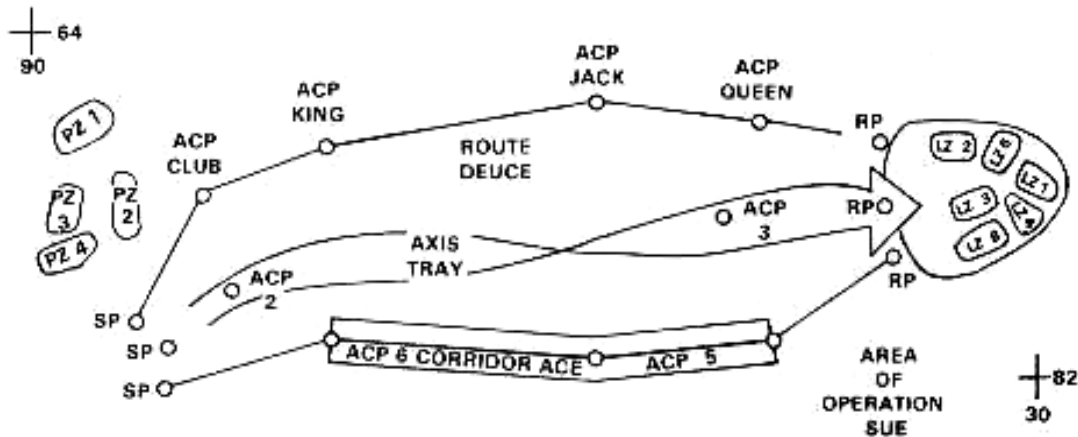 64
90
ACP
JACK
ACP
QUEEN
ACP
KING
PZ 1
ACP
CLUB
ROUTE
DEUCE
RP
LZ 2
LZ 6
LZ 1
PZ
3
PZ
2
LZ 3
LZ 4
RP
ACP
3
PZ 4
AXIS
TRAY
LZ 8
ACP
2
RP
SP
SP
ACP 6 CORRIDOR ACE
ACP 5
SP
AREA
OF
OPERATION
SUE
82
30